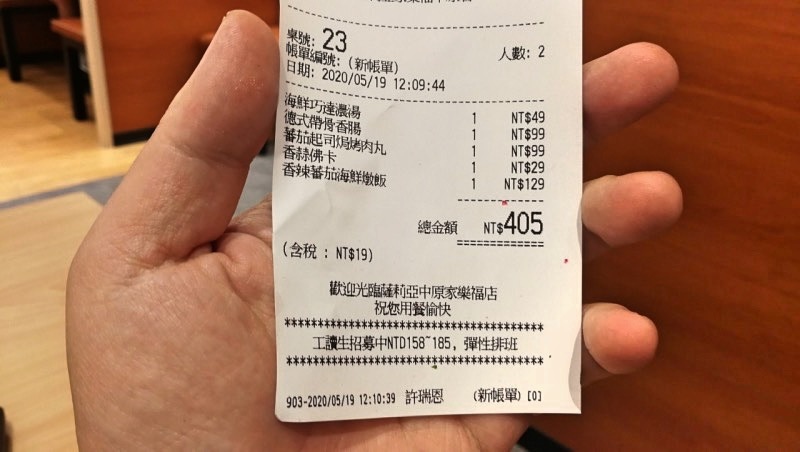 桌號: 23 人數: 2
帳單編號: (新帳單)
日期: 2020/05/19 12:09:44
海鮮巧達濃湯 1 NT$49
德式帶骨香腸 1 NT$99
蕃茄起司焗烤肉丸 1 NT$99
香蒜佛卡 1 NT$29
香辣蕃茄海鮮燉飯 1 NT$129
總金額 NT$405
(含稅 : NT$19)
歡迎光臨薩莉亞中原家樂福店
祝您用餐愉快
****************************************
工讀生招募中NTD158~185, 彈性排班
****************************************
903-2020/05/19 12:10:39 許瑞恩 (新帳單) [0]